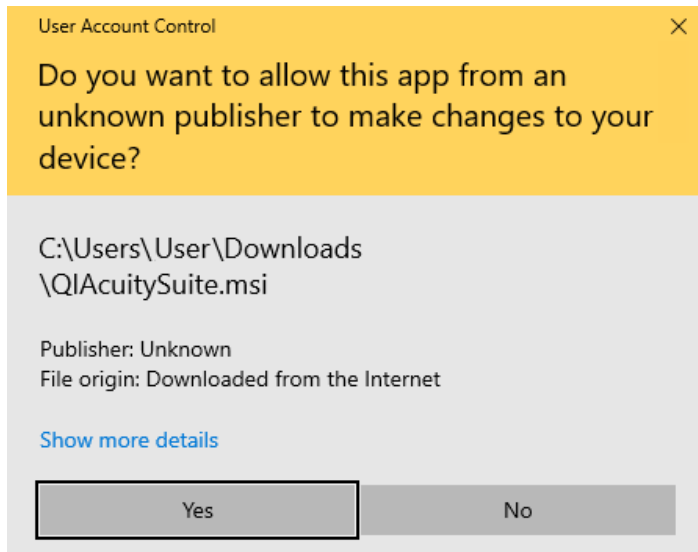 User Account Control
Do you want to allow this app from an
unknown publisher to make changes to your
device?
C:\Users\User\Downloads
\QIAcuitySuite.msi
Publisher: Unknown
File origin: Downloaded from the Internet
Show more details
Yes
No